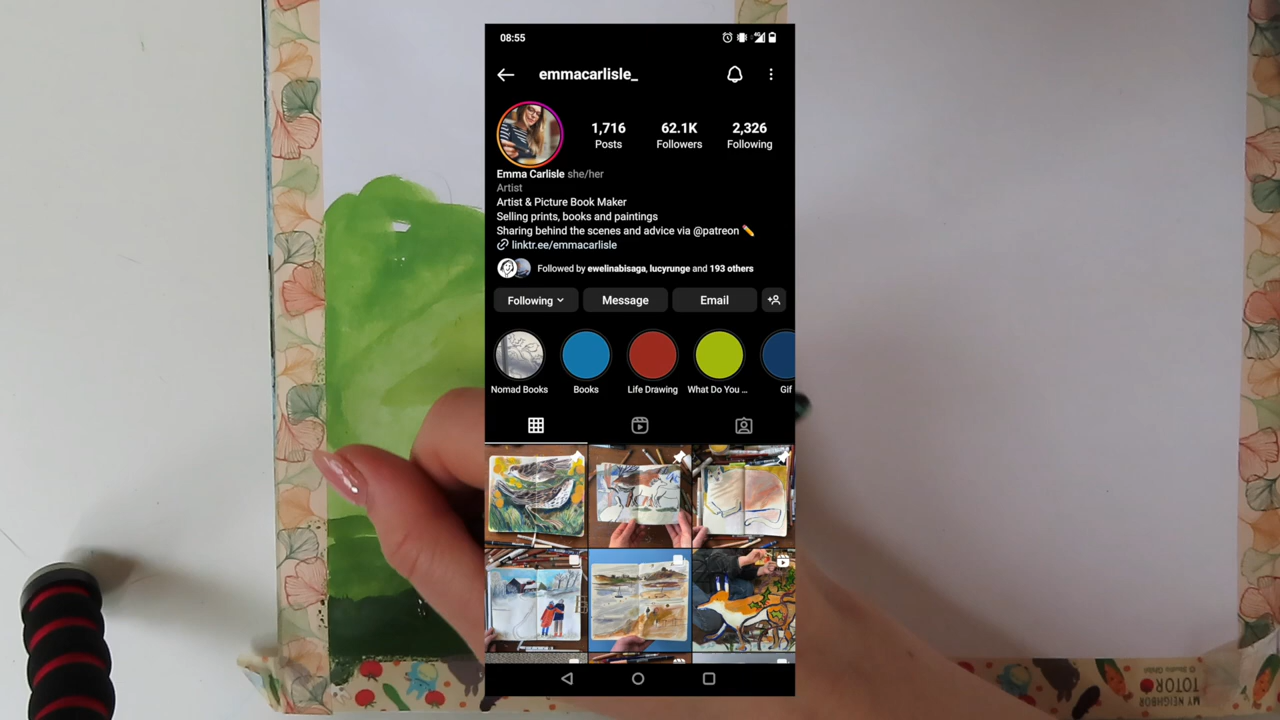 08:55
emmacarlisle_
1,716
62.1K
2,326
Posts
Followers
Following
Emma Carlisle she/her
Artist
Artist & Picture Book Maker
Selling prints, books and paintings
Sharing behind the scenes and advice via @patreon ✏️
linktr.ee/emmacarlisle
Followed by ewelinabisaga, lucyrunge and 193 others
Following
Message
Email
Nomad Books
Books
Life Drawing
What Do You ...
Gif
MY NEIGHBOR
TOTOR
© Studio Ghibli